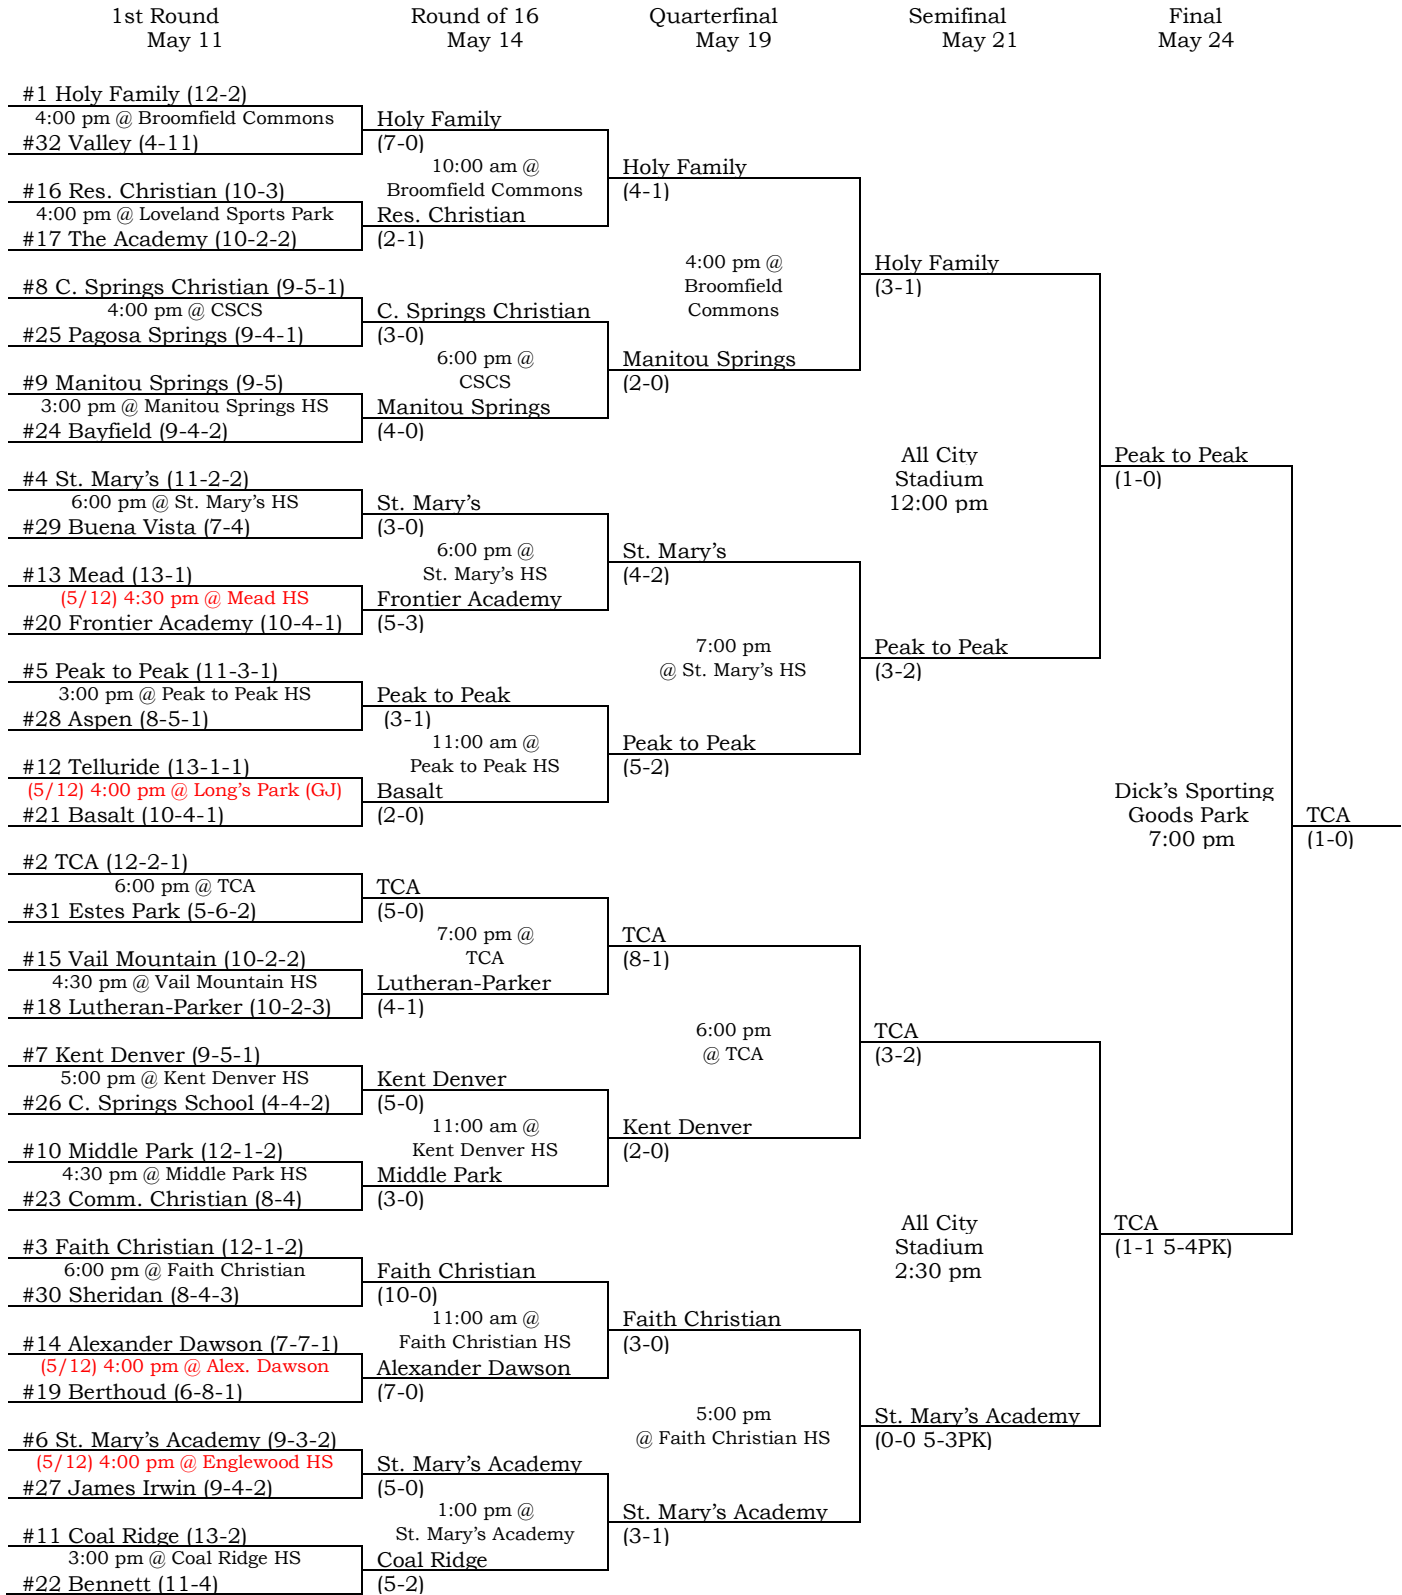 1st Round
May 11
Round of 16
May 14
Quarterfinal
May 19
Semifinal
May 21
Final
May 24
#1 Holy Family (12-2)
4:00 pm @ Broomfield Commons
#32 Valley (4-11)
#16 Res. Christian (10-3)
4:00 pm @ Loveland Sports Park
#17 The Academy (10-2-2)
#8 C. Springs Christian (9-5-1)
4:00 pm @ CSCS
#25 Pagosa Springs (9-4-1)
#9 Manitou Springs (9-5)
3:00 pm @ Manitou Springs HS
#24 Bayfield (9-4-2)
#4 St. Mary’s (11-2-2)
6:00 pm @ St. Mary’s HS
#29 Buena Vista (7-4)
#13 Mead (13-1)
(5/12) 4:30 pm @ Mead HS
#20 Frontier Academy (10-4-1)
#5 Peak to Peak (11-3-1)
3:00 pm @ Peak to Peak HS
#28 Aspen (8-5-1)
#12 Telluride (13-1-1)
(5/12) 4:00 pm @ Long’s Park (GJ)
#21 Basalt (10-4-1)
#2 TCA (12-2-1)
6:00 pm @ TCA
#31 Estes Park (5-6-2)
#15 Vail Mountain (10-2-2)
4:30 pm @ Vail Mountain HS
#18 Lutheran-Parker (10-2-3)
#7 Kent Denver (9-5-1)
5:00 pm @ Kent Denver HS
#26 C. Springs School (4-4-2)
#10 Middle Park (12-1-2)
4:30 pm @ Middle Park HS
#23 Comm. Christian (8-4)
#3 Faith Christian (12-1-2)
6:00 pm @ Faith Christian
#30 Sheridan (8-4-3)
#14 Alexander Dawson (7-7-1)
(5/12) 4:00 pm @ Alex. Dawson
#19 Berthoud (6-8-1)
#6 St. Mary’s Academy (9-3-2)
(5/12) 4:00 pm @ Englewood HS
#27 James Irwin (9-4-2)
#11 Coal Ridge (13-2)
3:00 pm @ Coal Ridge HS
#22 Bennett (11-4)
Holy Family
(7-0)
10:00 am @
Broomfield Commons
Res. Christian
(2-1)
C. Springs Christian
(3-0)
6:00 pm @
CSCS
Manitou Springs
(4-0)
St. Mary’s
(3-0)
6:00 pm @
St. Mary’s HS
Frontier Academy
(5-3)
Peak to Peak
(3-1)
11:00 am @
Peak to Peak HS
Basalt
(2-0)
TCA
(5-0)
7:00 pm @
TCA
Lutheran-Parker
(4-1)
Kent Denver
(5-0)
11:00 am @
Kent Denver HS
Middle Park
(3-0)
Faith Christian
(10-0)
11:00 am @
Faith Christian HS
Alexander Dawson
(7-0)
St. Mary’s Academy
(5-0)
1:00 pm @
St. Mary’s Academy
Coal Ridge
(5-2)
Holy Family
(4-1)
4:00 pm @
Broomfield
Commons
Manitou Springs
(2-0)
St. Mary’s
(4-2)
7:00 pm
@ St. Mary’s HS
Peak to Peak
(5-2)
TCA
(8-1)
6:00 pm
@ TCA
Kent Denver
(2-0)
Faith Christian
(3-0)
5:00 pm
@ Faith Christian HS
St. Mary’s Academy
(3-1)
Holy Family
(3-1)
All City
Stadium
12:00 pm
Peak to Peak
(3-2)
TCA
(3-2)
All City
Stadium
2:30 pm
St. Mary’s Academy
(0-0 5-3PK)
Peak to Peak
(1-0)
Dick’s Sporting
Goods Park
7:00 pm
TCA
(1-1 5-4PK)
TCA
(1-0)